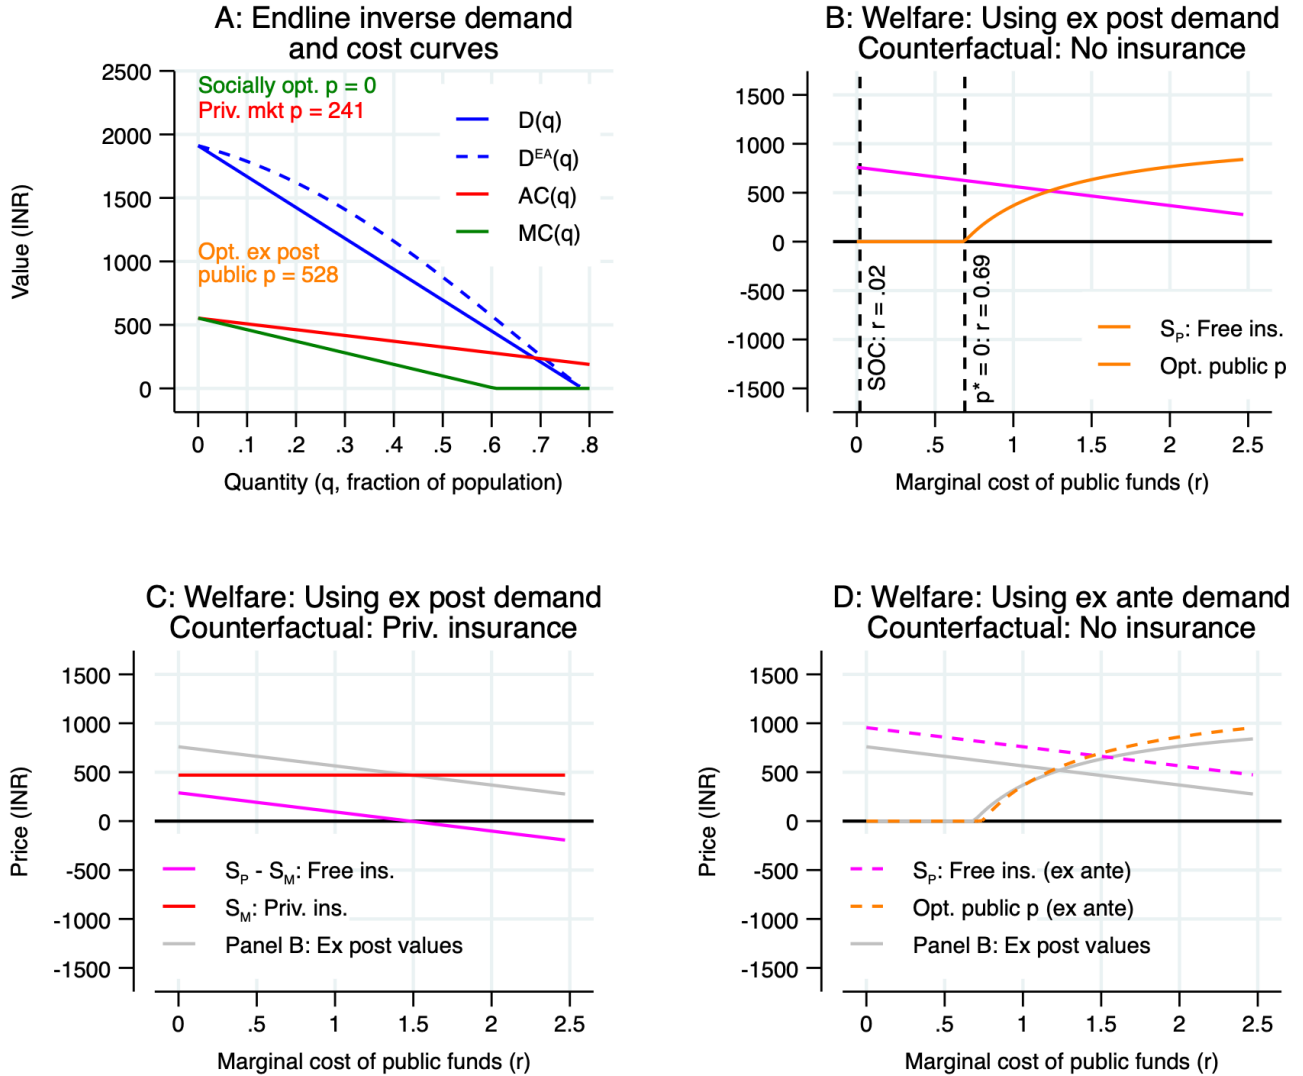 A: Endline inverse demand
and cost curves
Value (INR)
2500
2000
1500
1000
500
0
Socially opt. p = 0
Priv. mkt p = 241
Opt. ex post
public p = 528
D(q)
D^EA(q)
AC(q)
MC(q)
0 .1 .2 .3 .4 .5 .6 .7 .8
Quantity (q, fraction of population)
B: Welfare: Using ex post demand
Counterfactual: No insurance
1500
1000
500
0
-500
-1000
-1500
SOC: r = .02
p* = 0: r = 0.69
S_P: Free ins.
Opt. public p
0 .5 1 1.5 2 2.5
Marginal cost of public funds (r)
C: Welfare: Using ex post demand
Counterfactual: Priv. insurance
Price (INR)
1500
1000
500
0
-500
-1000
-1500
S_P - S_M: Free ins.
S_M: Priv. ins.
Panel B: Ex post values
0 .5 1 1.5 2 2.5
Marginal cost of public funds (r)
D: Welfare: Using ex ante demand
Counterfactual: No insurance
Price (INR)
1500
1000
500
0
-500
-1000
-1500
S_P: Free ins. (ex ante)
Opt. public p (ex ante)
Panel B: Ex post values
0 .5 1 1.5 2 2.5
Marginal cost of public funds (r)